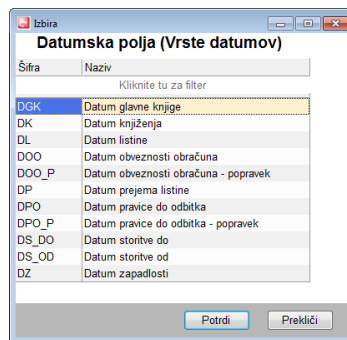 Izbira
Datumska polja (Vrste datumov)
Šifra Naziv
Kliknite tu za filter
DGK Datum glavne knjige
DK Datum knjiženja
DL Datum listine
DOO Datum obveznosti obračuna
DOO_P Datum obveznosti obračuna - popravek
DP Datum prejema listine
DPO Datum pravice do odbitka
DPO_P Datum pravice do odbitka - popravek
DS_DO Datum storitve do
DS_OD Datum storitve od
DZ Datum zapadlosti
Potrdi Prekliči